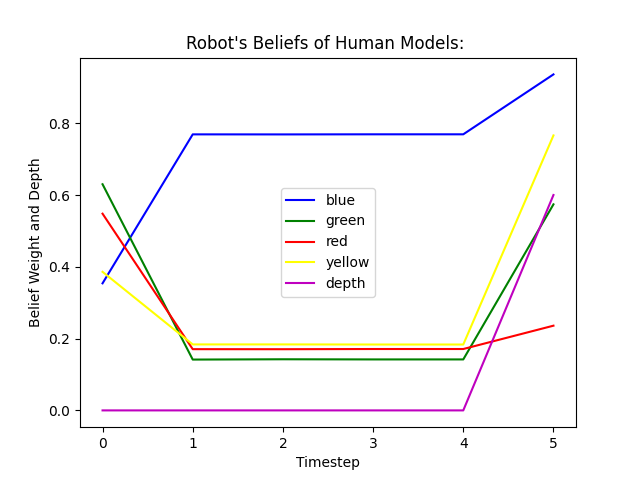 Robot's Beliefs of Human Models:
Belief Weight and Depth
0.8
0.6
0.4
0.2
0.0
blue
green
red
yellow
depth
0 1 2 3 4 5
Timestep